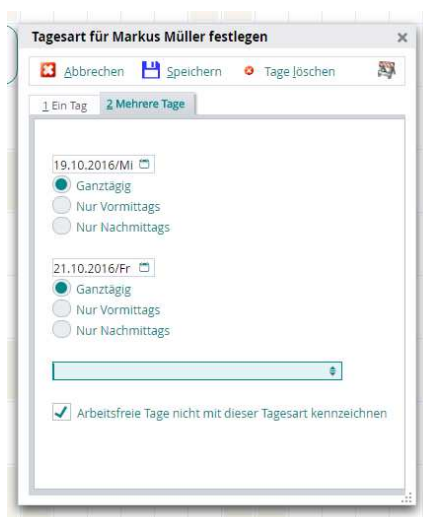 Tagesart für Markus Müller festlegen
Abbrechen Speichern Tage löschen
1 Ein Tag 2 Mehrere Tage
19.10.2016/Mi
Ganztägig
Nur Vormittags
Nur Nachmittags
21.10.2016/Fr
Ganztägig
Nur Vormittags
Nur Nachmittags
Arbeitsfreie Tage nicht mit dieser Tagesart kennzeichnen